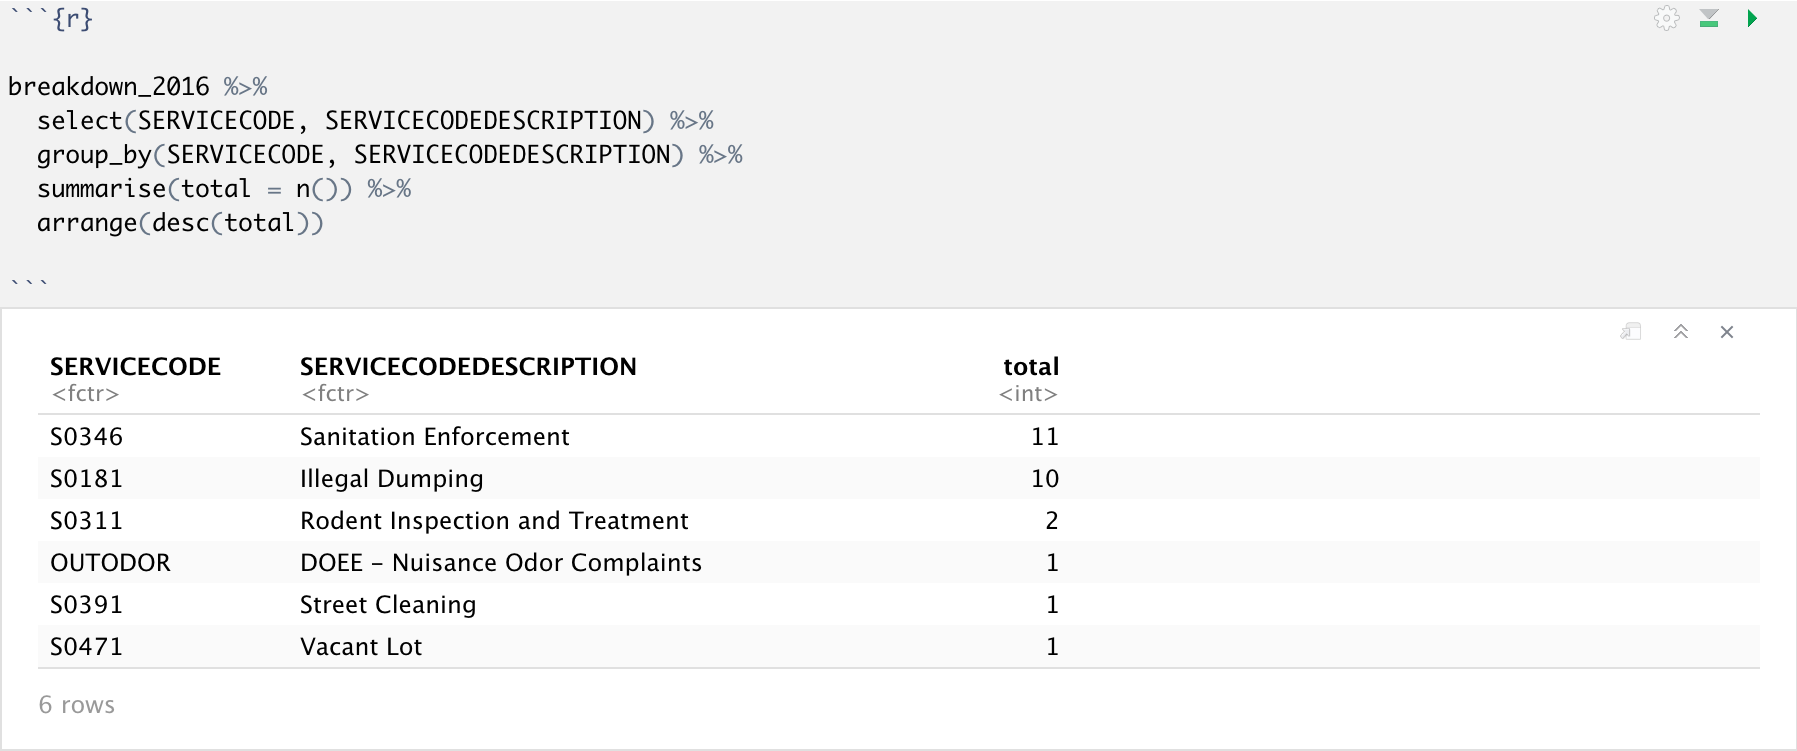 ```{r}
breakdown_2016 %>%
  select(SERVICECODE, SERVICECODEDESCRIPTION) %>%
  group_by(SERVICECODE, SERVICECODEDESCRIPTION) %>%
  summarise(total = n()) %>%
  arrange(desc(total))
```
SERVICECODE SERVICECODEDESCRIPTION total
<fctr> <fctr> <int>
S0346 Sanitation Enforcement 11
S0181 Illegal Dumping 10
S0311 Rodent Inspection and Treatment 2
OUTODOR DOEE – Nuisance Odor Complaints 1
S0391 Street Cleaning 1
S0471 Vacant Lot 1
6 rows